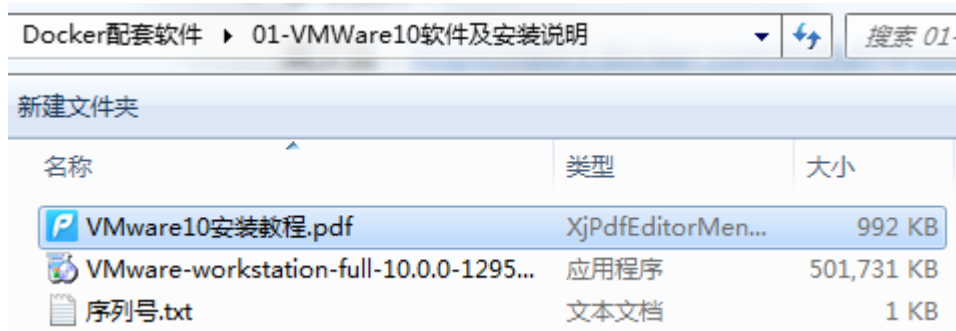 Docker配套软件 ▸ 01-VMWare10软件及安装说明 搜索 01-
新建文件夹
名称 类型 大小
VMware10安装教程.pdf XjPdfEditorMen... 992 KB
VMware-workstation-full-10.0.0-1295... 应用程序 501,731 KB
序列号.txt 文本文档 1 KB